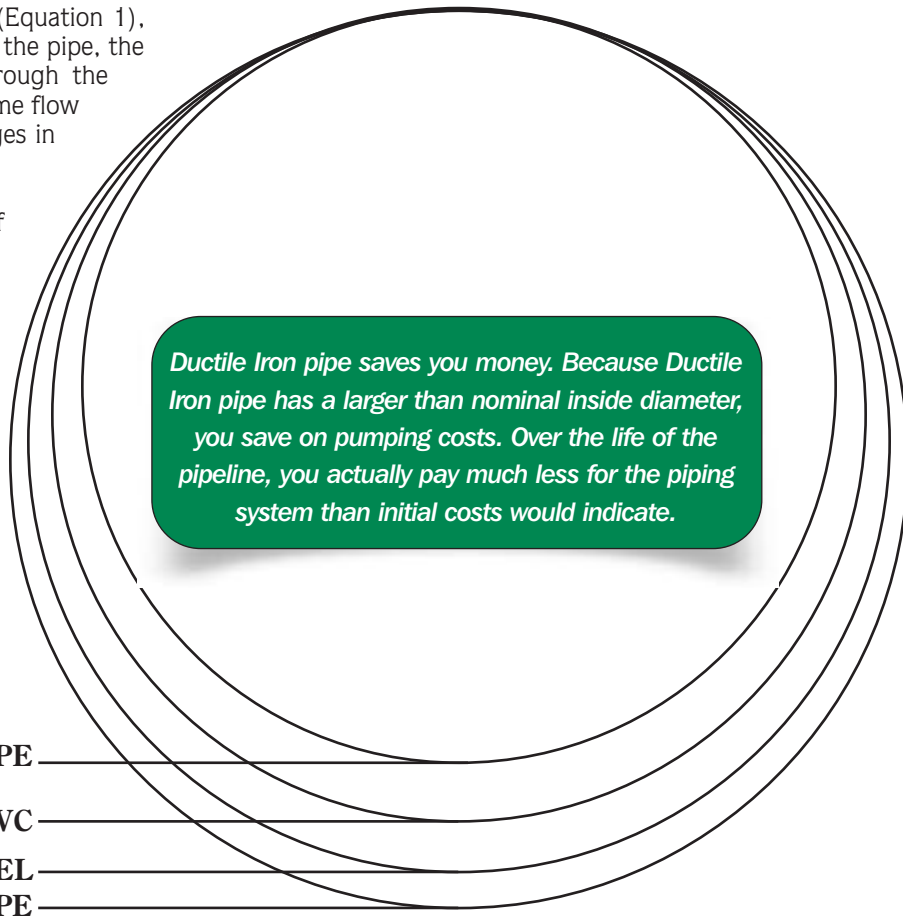 (Equation 1),
the pipe, the
rough the
me flow
ges in
f
Ductile Iron pipe saves you money. Because Ductile
Iron pipe has a larger than nominal inside diameter,
you save on pumping costs. Over the life of the
pipeline, you actually pay much less for the piping
system than initial costs would indicate.
PE
VC
EL
PE